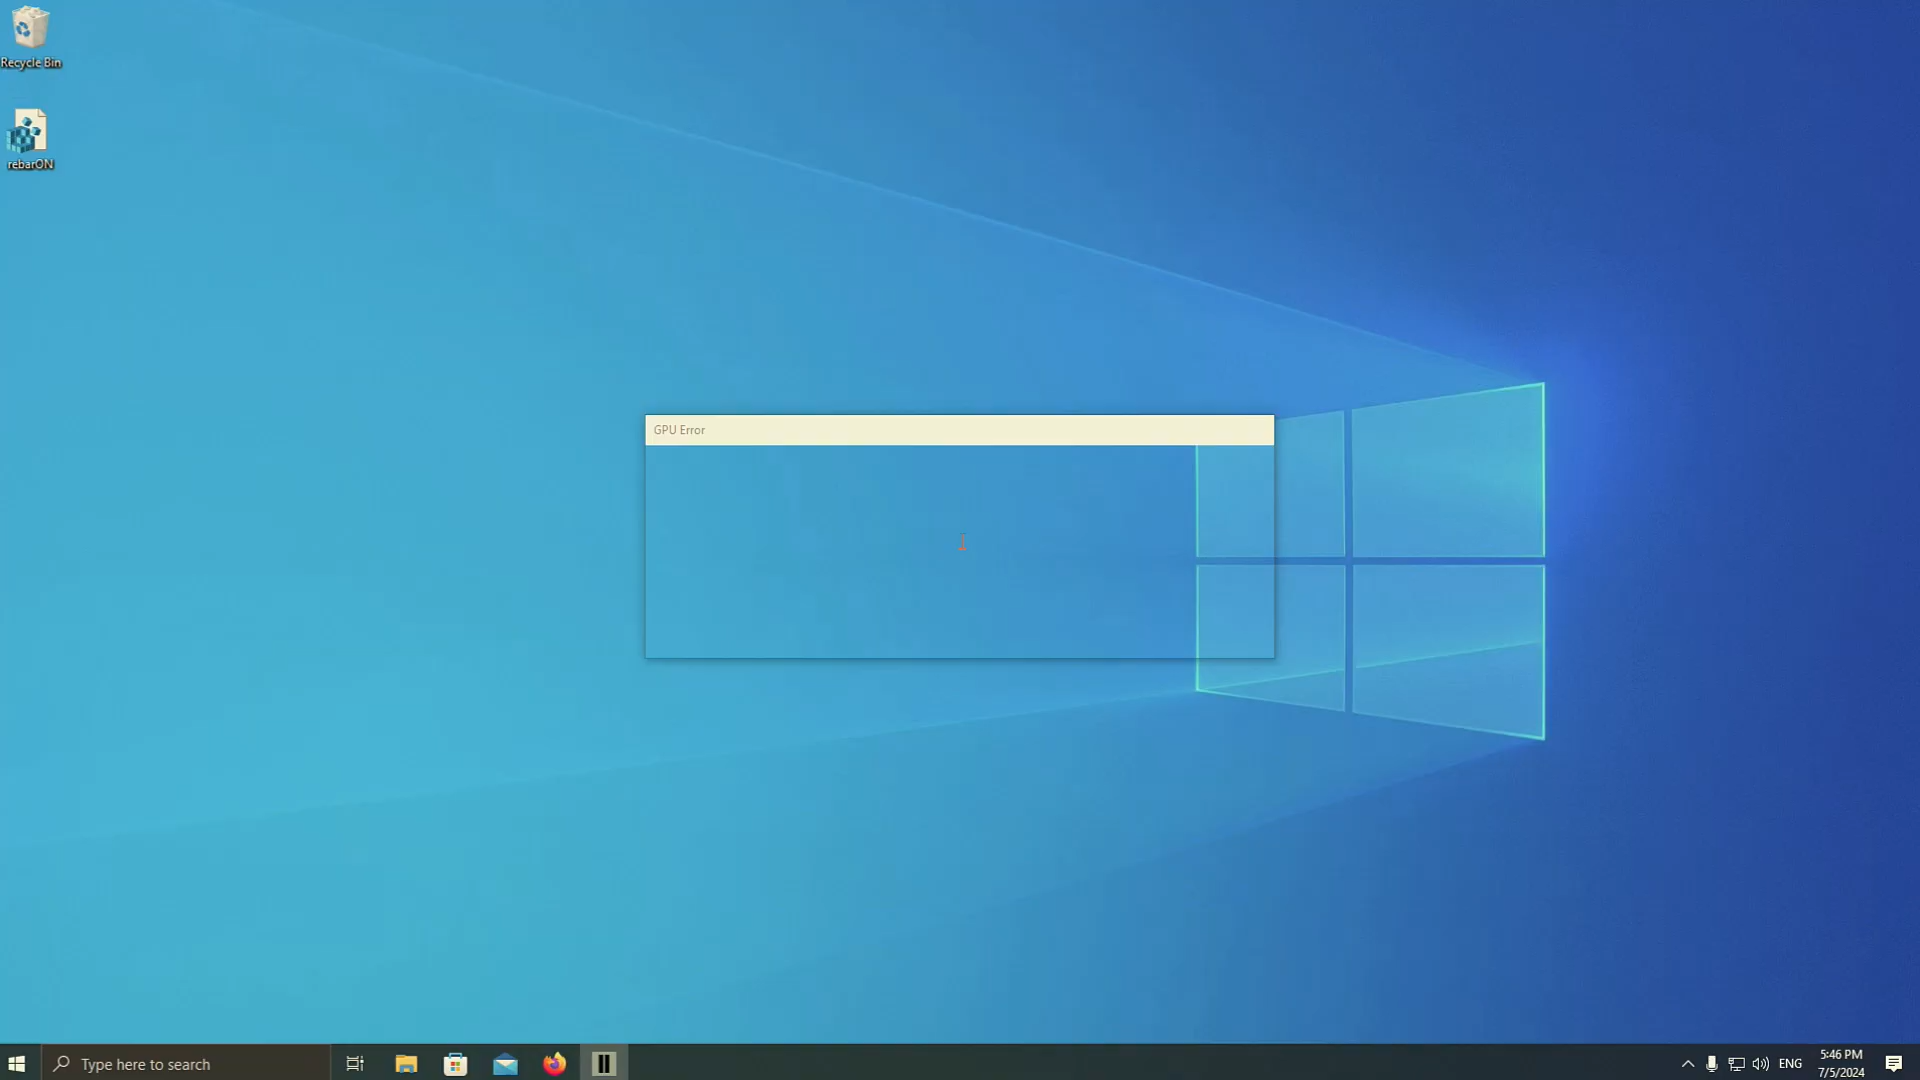 Recycle Bin
rebarON
GPU Error
Type here to search
ENG
5:46 PM
7/5/2024